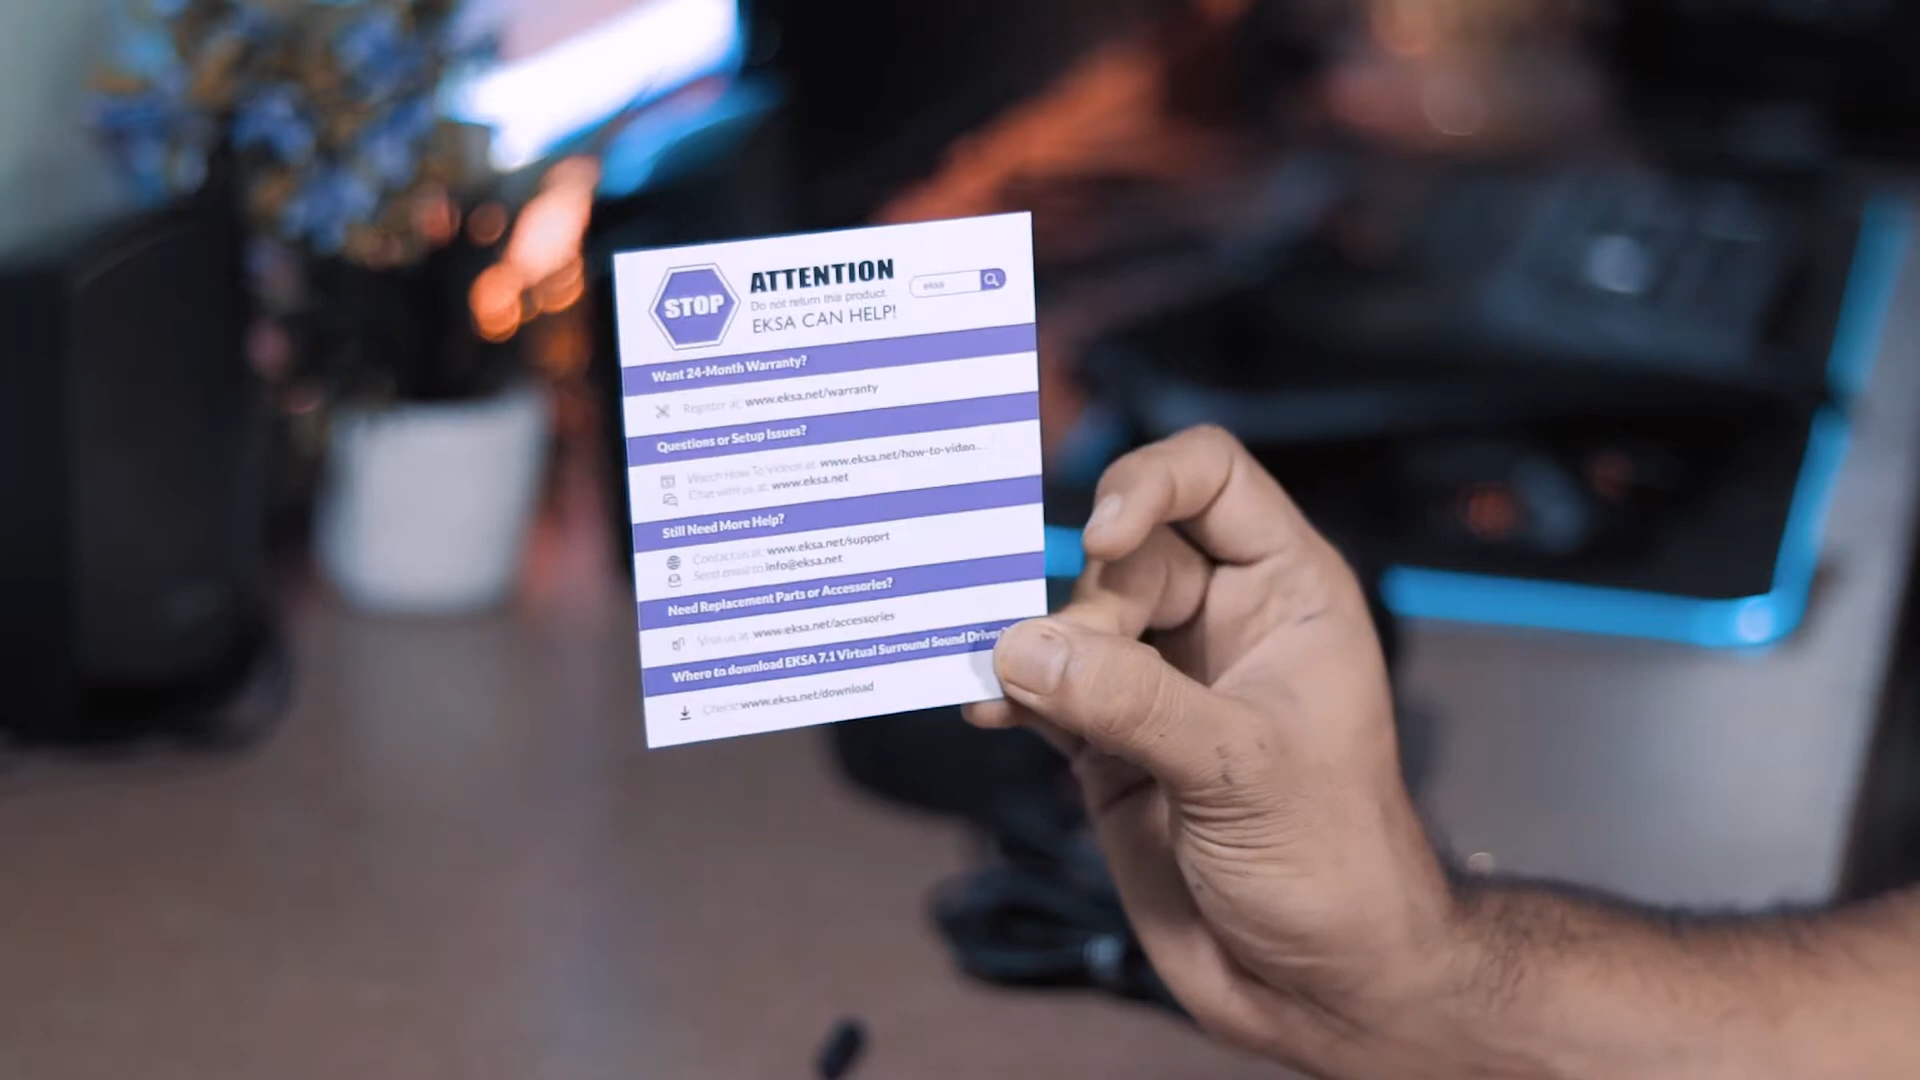 STOP
ATTENTION
Do not return this product.
EKSA CAN HELP!
eksa
Want 24-Month Warranty?
Register at: www.eksa.net/warranty
Questions or Setup Issues?
Watch How To Videos at: www.eksa.net/how-to-video...
Chat with us at: www.eksa.net
Still Need More Help?
Contact us at: www.eksa.net/support
Send email to info@eksa.net
Need Replacement Parts or Accessories?
Visit us at: www.eksa.net/accessories
Where to download EKSA 7.1 Virtual Surround Sound Driver?
Check: www.eksa.net/download